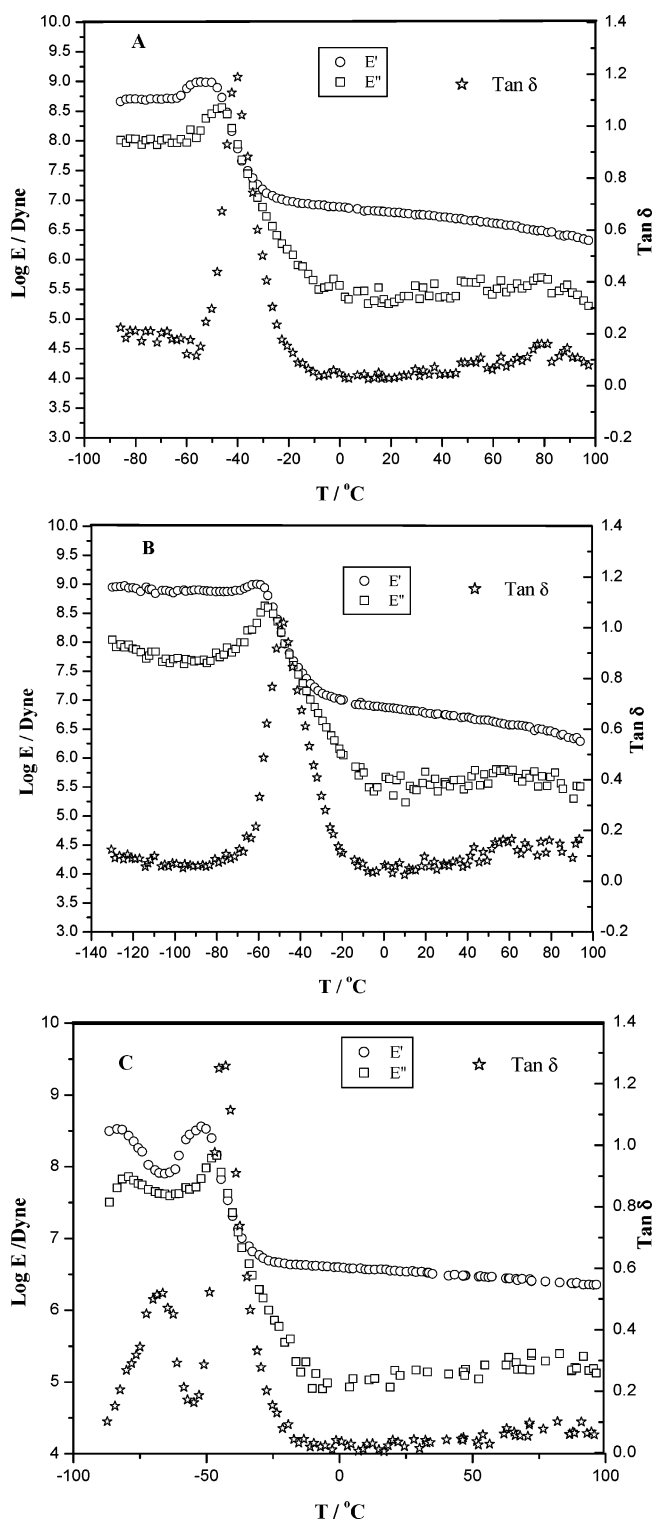 A
E'
E"
Tan δ
10.0
9.5
9.0
8.5
8.0
7.5
7.0
6.5
6.0
5.5
5.0
4.5
4.0
3.5
3.0
Log E / Dyne
1.4
1.2
1.0
0.8
0.6
0.4
0.2
0.0
-0.2
Tan δ
-100 -80 -60 -40 -20 0 20 40 60 80 100
T / °C
B
E'
E"
Tan δ
10.0
9.5
9.0
8.5
8.0
7.5
7.0
6.5
6.0
5.5
5.0
4.5
4.0
3.5
3.0
Log E / Dyne
1.4
1.2
1.0
0.8
0.6
0.4
0.2
0.0
-0.2
Tan δ
-140 -120 -100 -80 -60 -40 -20 0 20 40 60 80 100
T / °C
C
E'
E"
Tan δ
10
9
8
7
6
5
4
Log E /Dyne
1.4
1.2
1.0
0.8
0.6
0.4
0.2
0.0
Tan δ
-100 -50 0 50 100
T / °C